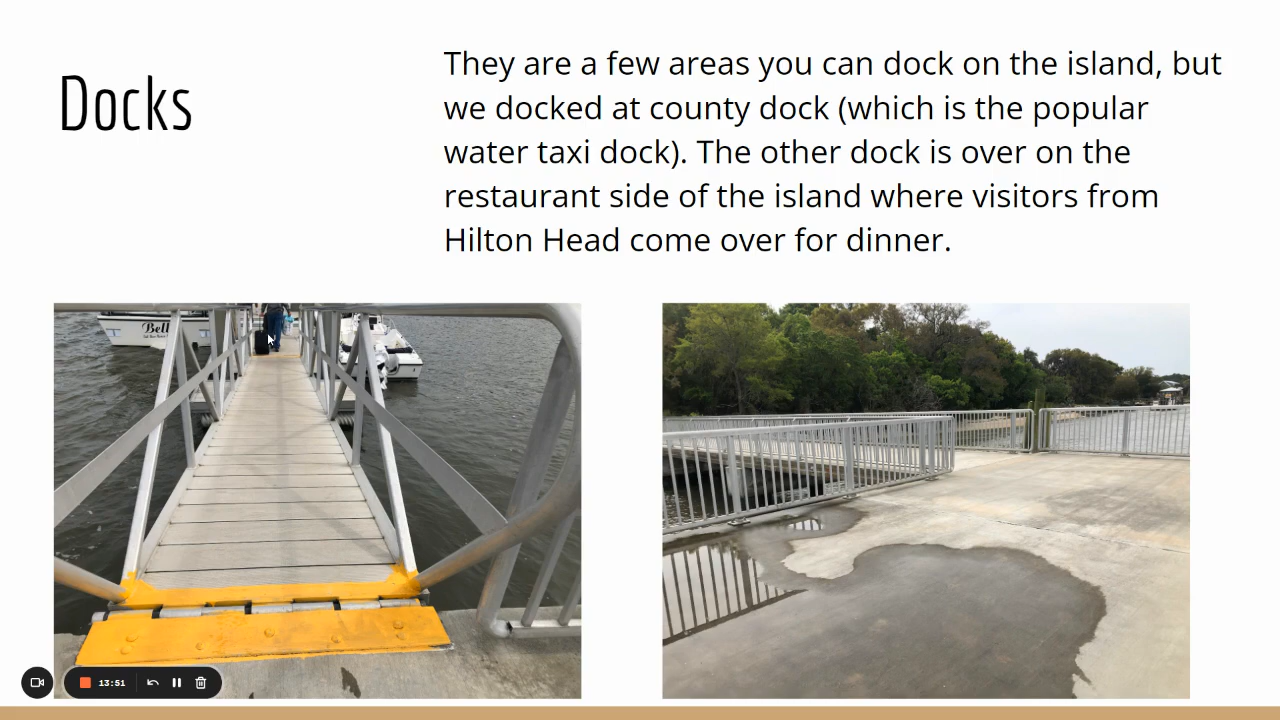 Docks
They are a few areas you can dock on the island, but
we docked at county dock (which is the popular
water taxi dock). The other dock is over on the
restaurant side of the island where visitors from
Hilton Head come over for dinner.
Bell
13:51